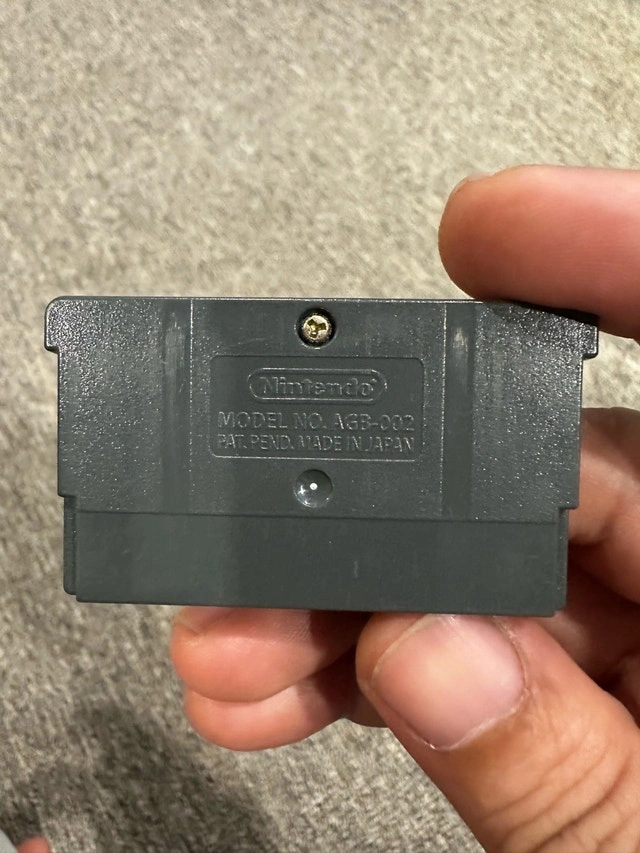 Nintendo
MODEL NO. AGB-002
PAT. PEND. MADE IN JAPAN